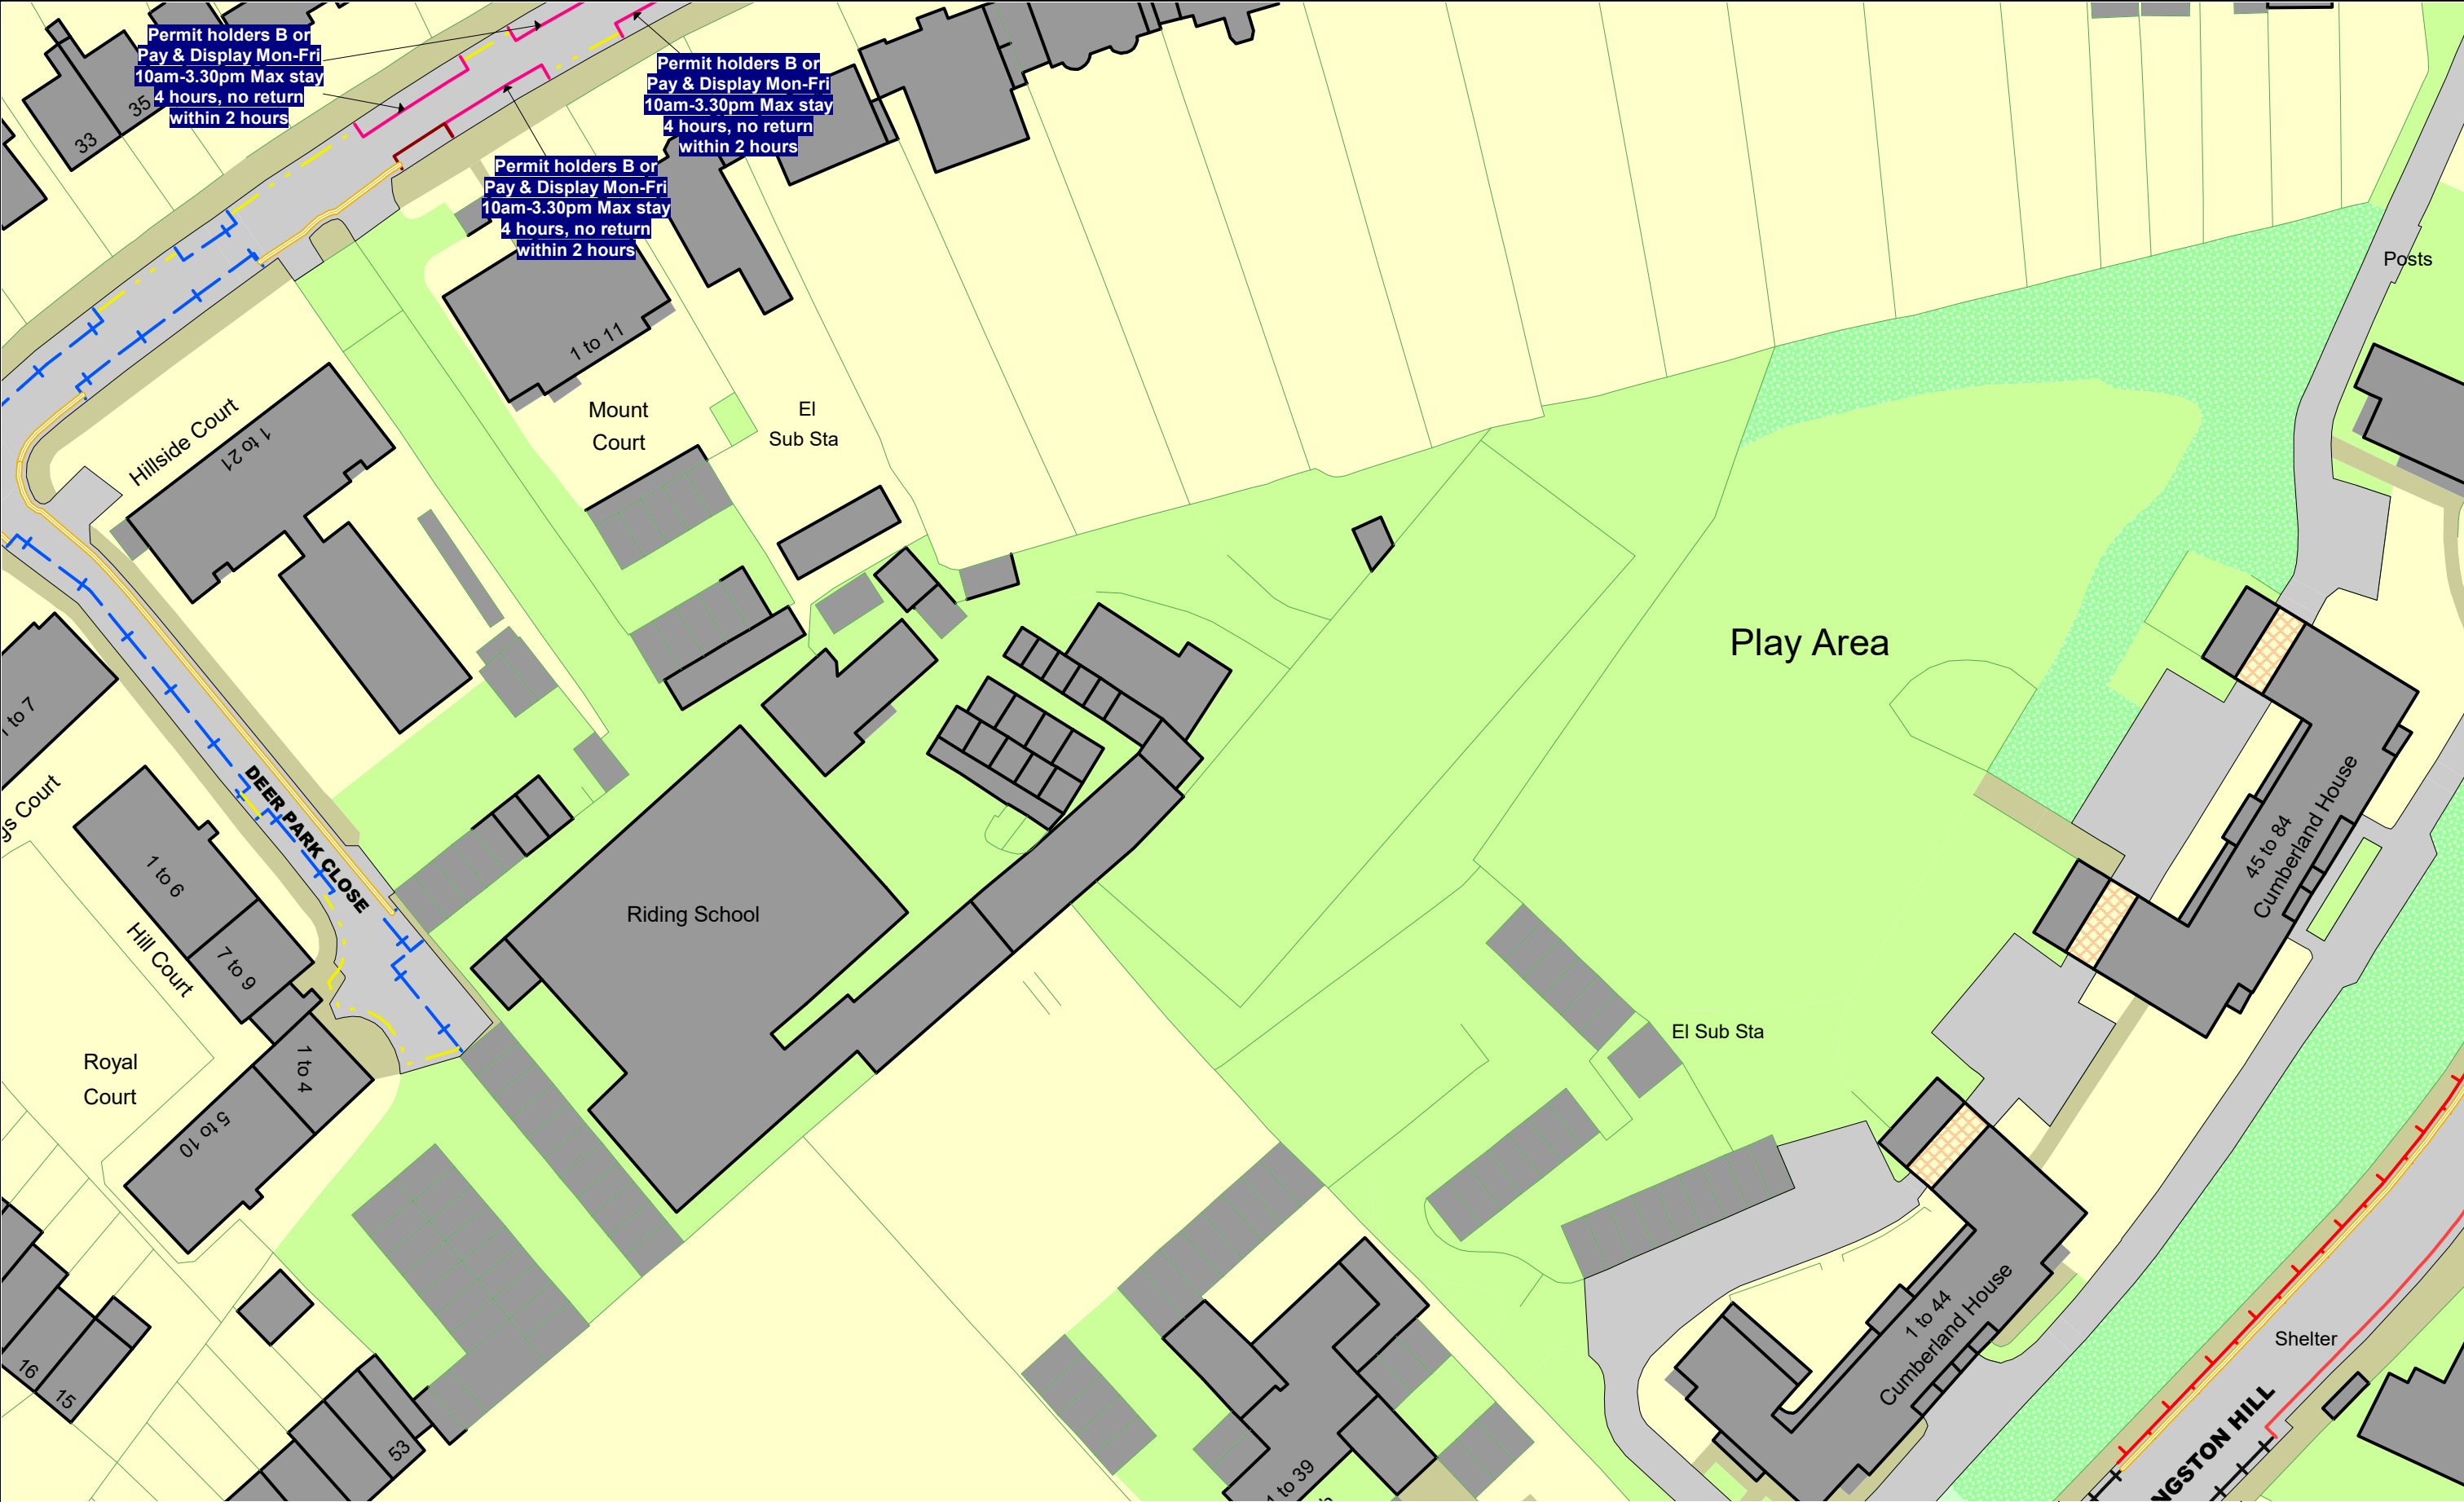 Permit holders B or
Pay & Display Mon-Fri
10am-3.30pm Max stay
4 hours, no return
within 2 hours
Permit holders B or
Pay & Display Mon-Fri
10am-3.30pm Max stay
4 hours, no return
within 2 hours
Permit holders B or
Pay & Display Mon-Fri
10am-3.30pm Max stay
4 hours, no return
within 2 hours
33
35
Posts
1 to 11
Mount
Court
El
Sub Sta
Hillside Court
1 to 21
Play Area
to 7
gs Court
DEER PARK CLOSE
1 to 6
7 to 9
Hill Court
Riding School
45 to 84
Cumberland House
El Sub Sta
Royal
Court
1 to 4
5 to 10
1 to 44
Cumberland House
Shelter
NGSTON HILL
16
15
53
1 to 39